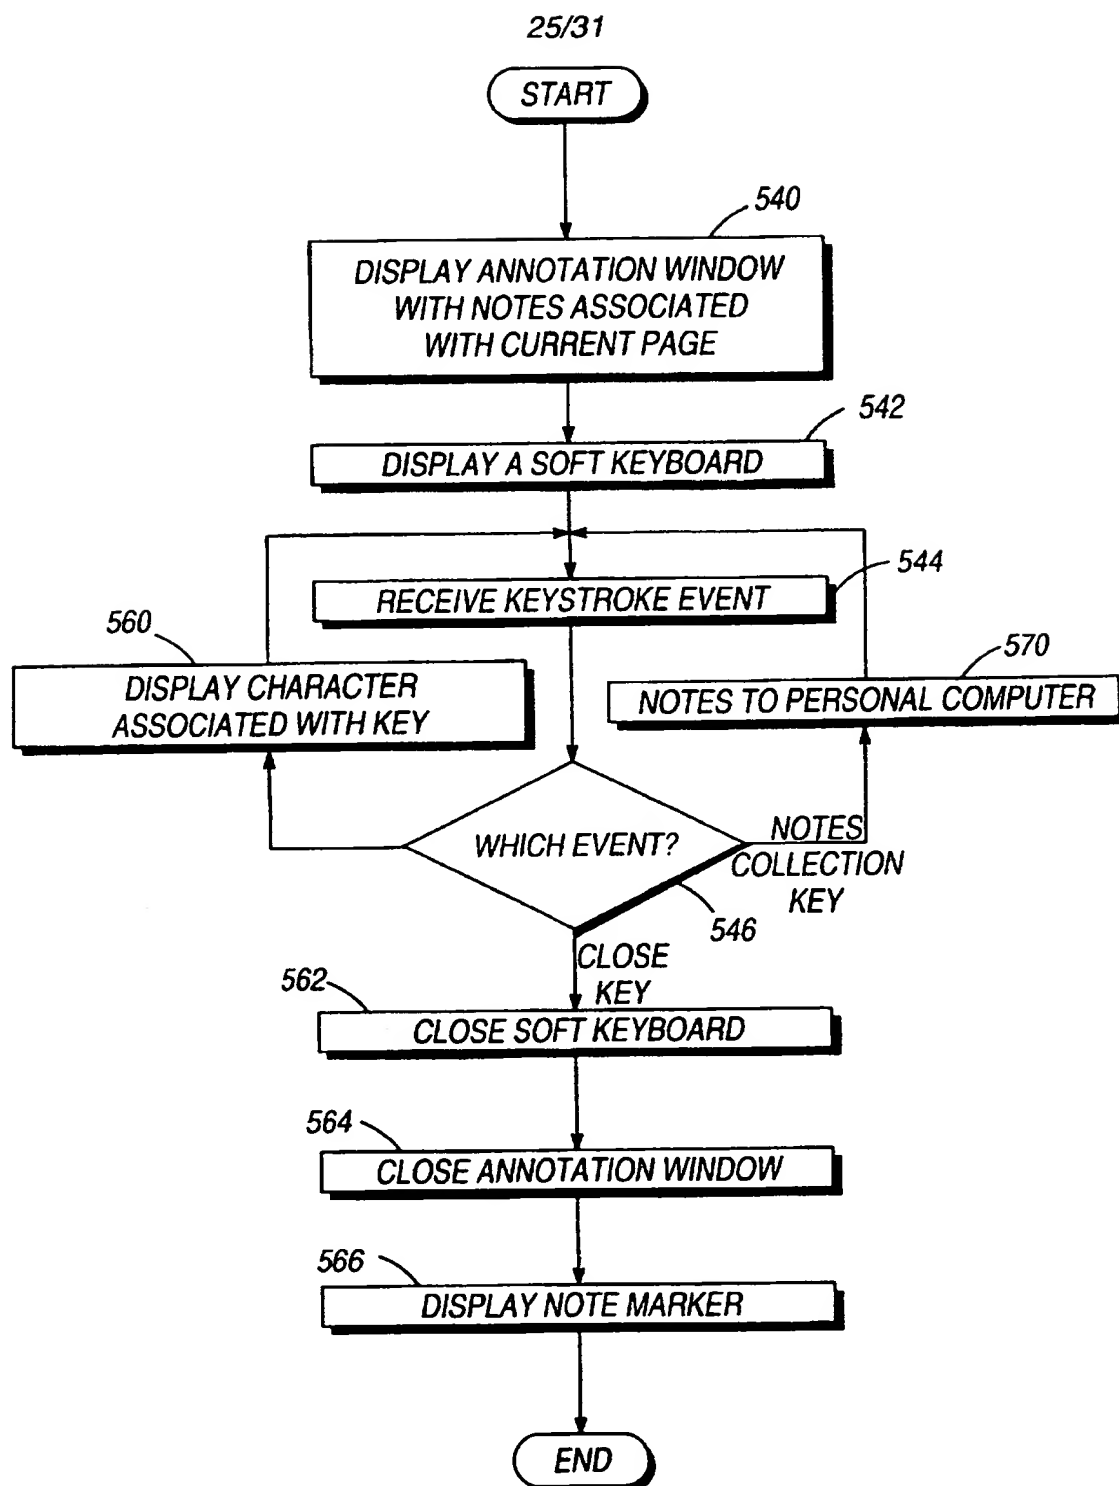 25/31
START
540
DISPLAY ANNOTATION WINDOW
WITH NOTES ASSOCIATED
WITH CURRENT PAGE
542
DISPLAY A SOFT KEYBOARD
544
RECEIVE KEYSTROKE EVENT
560
DISPLAY CHARACTER
ASSOCIATED WITH KEY
570
NOTES TO PERSONAL COMPUTER
WHICH EVENT?
NOTES
COLLECTION
KEY
546
CLOSE
KEY
562
CLOSE SOFT KEYBOARD
564
CLOSE ANNOTATION WINDOW
566
DISPLAY NOTE MARKER
END